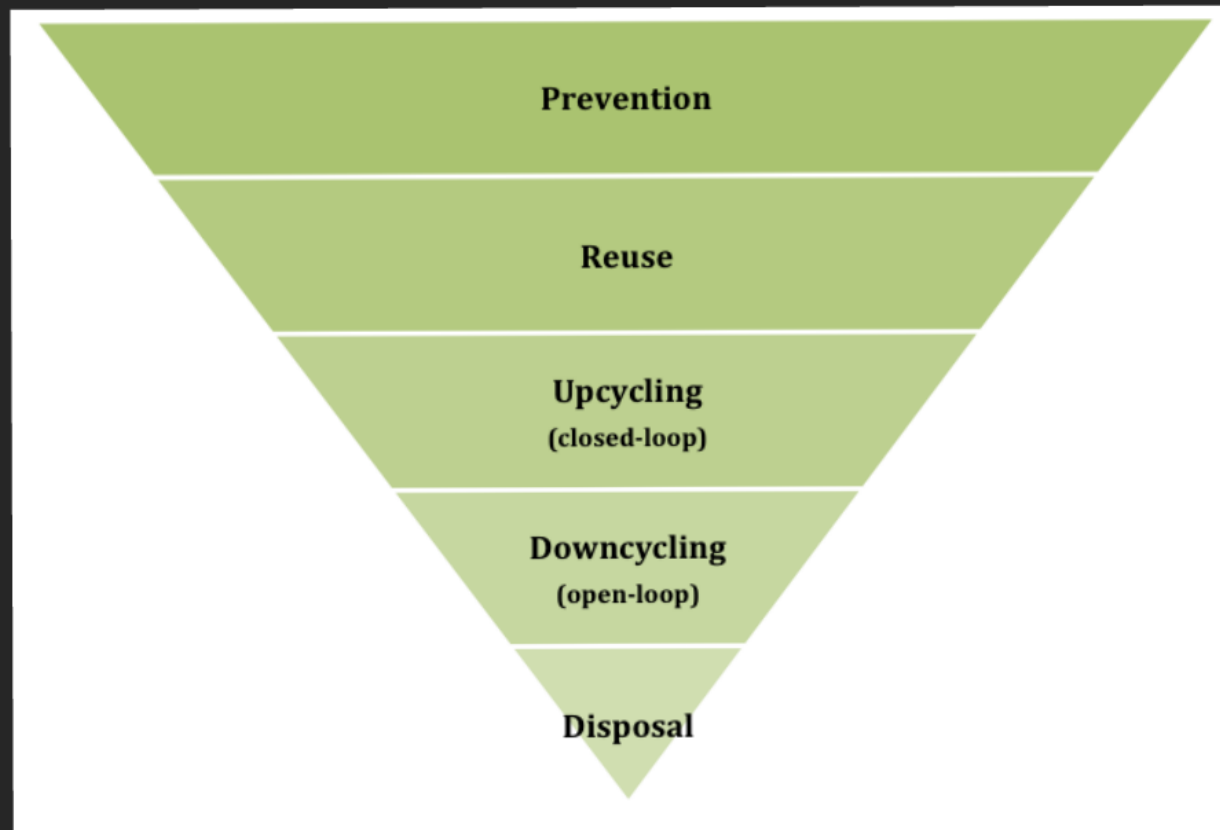 Prevention
Reuse
Upcycling
(closed-loop)
Downcycling
(open-loop)
Disposal